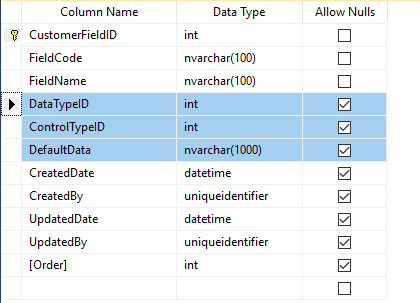 Column Name Data Type Allow Nulls
CustomerFieldID int
FieldCode nvarchar(100)
FieldName nvarchar(100)
DataTypeID int
ControlTypeID int
DefaultData nvarchar(1000)
CreatedDate datetime
CreatedBy uniqueidentifier
UpdatedDate datetime
UpdatedBy uniqueidentifier
[Order] int